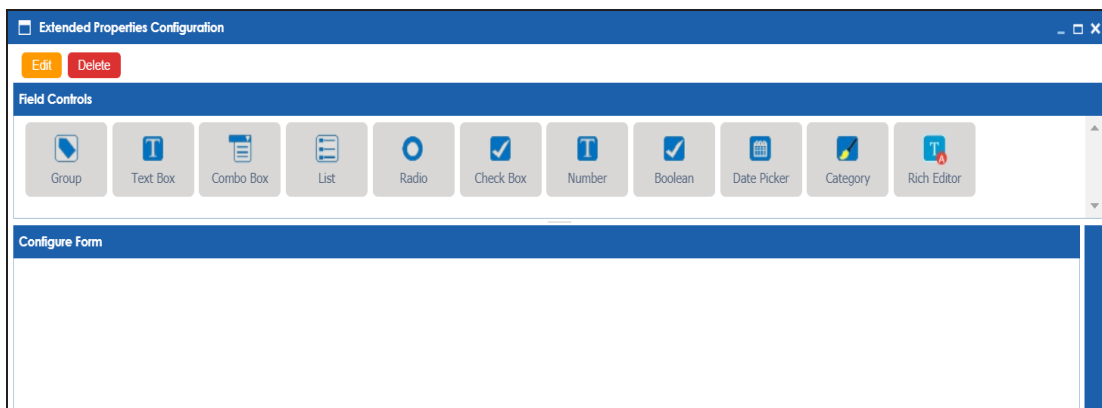 Extended Properties Configuration
Edit Delete
Field Controls
Group Text Box Combo Box List Radio Check Box Number Boolean Date Picker Category Rich Editor
Configure Form